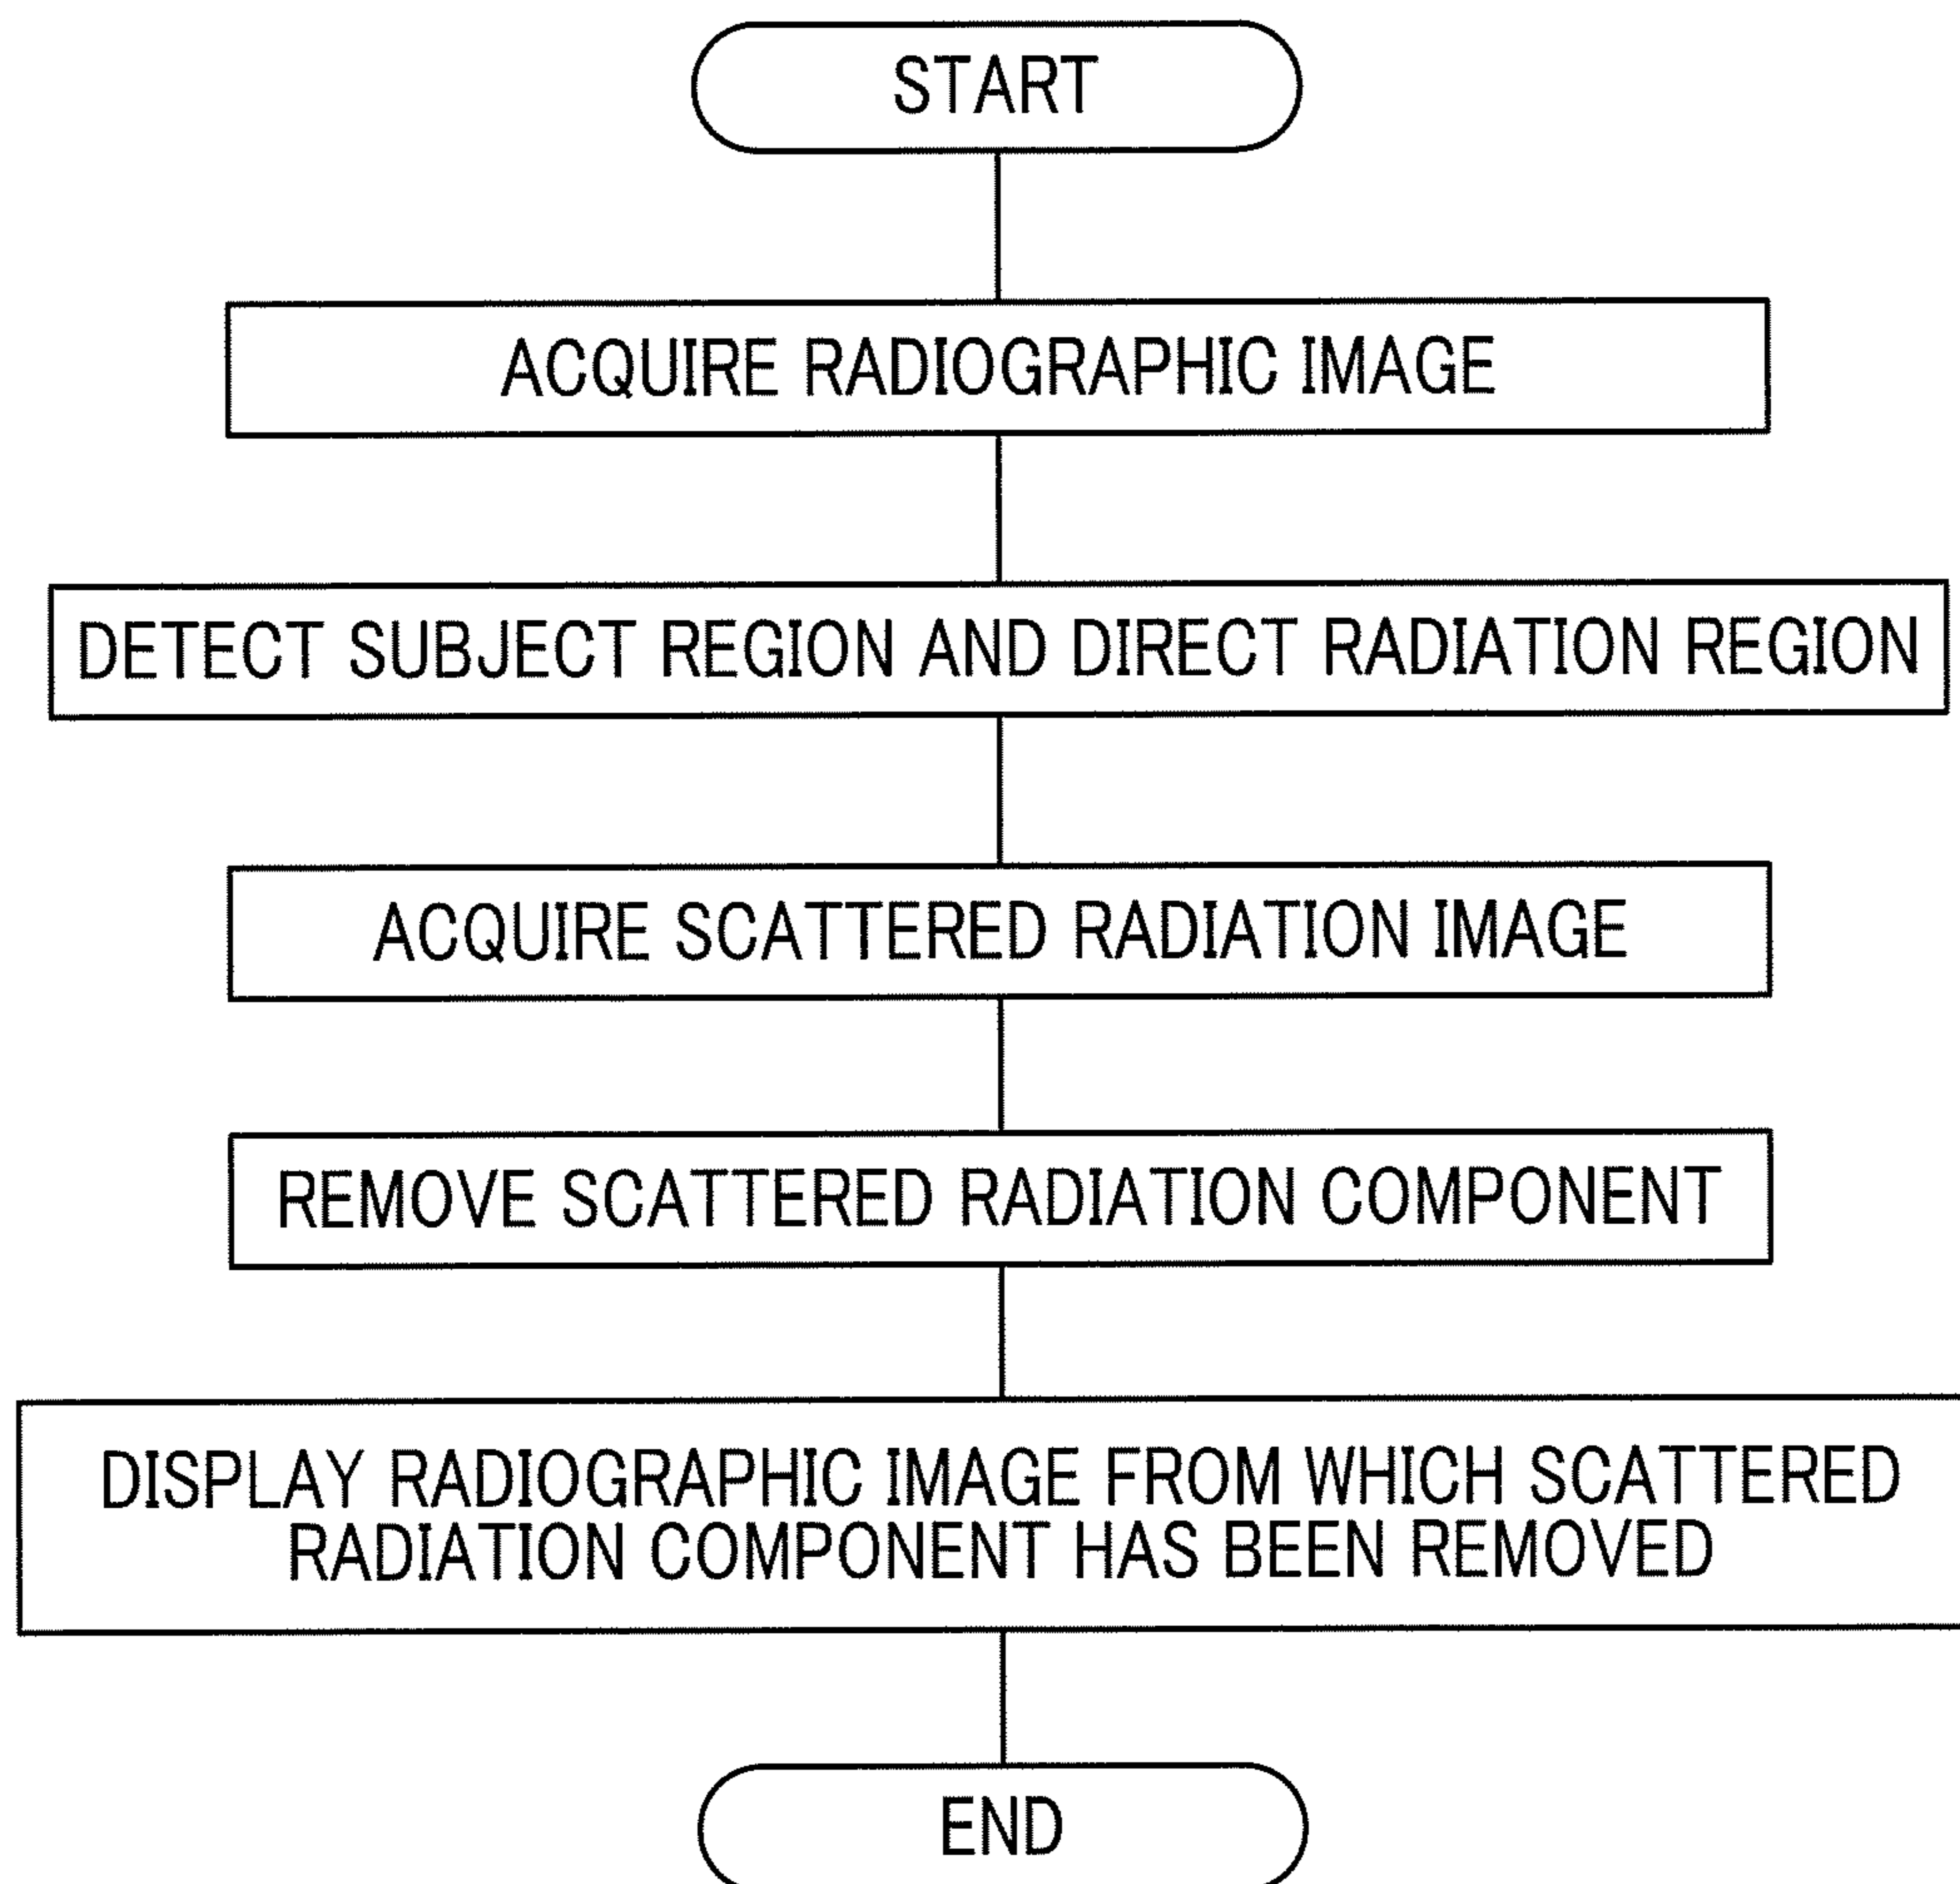 START
ACQUIRE RADIOGRAPHIC IMAGE
DETECT SUBJECT REGION AND DIRECT RADIATION REGION
ACQUIRE SCATTERED RADIATION IMAGE
REMOVE SCATTERED RADIATION COMPONENT
DISPLAY RADIOGRAPHIC IMAGE FROM WHICH SCATTERED
RADIATION COMPONENT HAS BEEN REMOVED
END